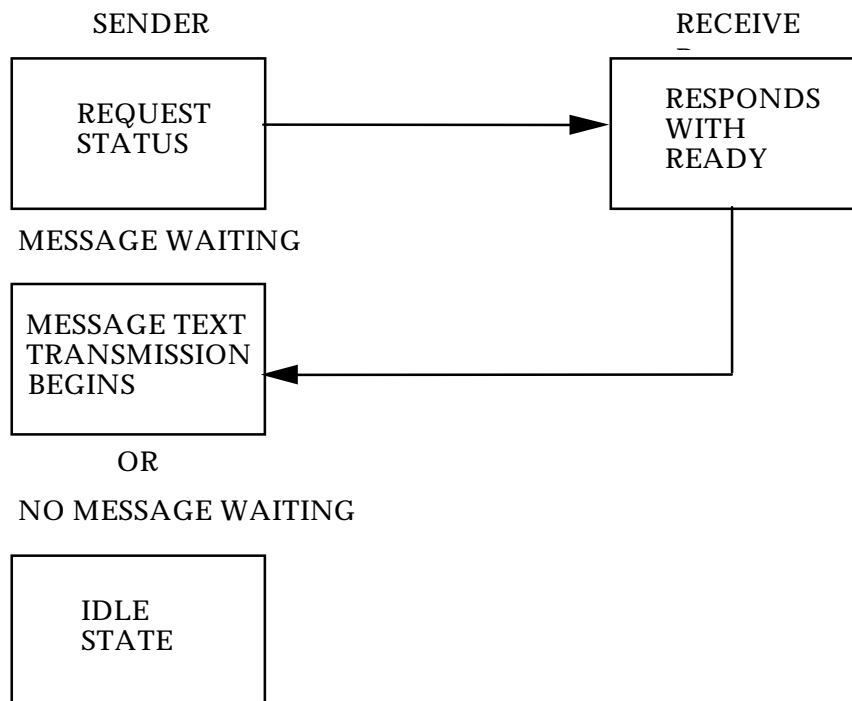 SENDER
RECEIVE
REQUEST
STATUS
RESPONDS
WITH
READY
MESSAGE WAITING
MESSAGE TEXT
TRANSMISSION
BEGINS
OR
NO MESSAGE WAITING
IDLE
STATE